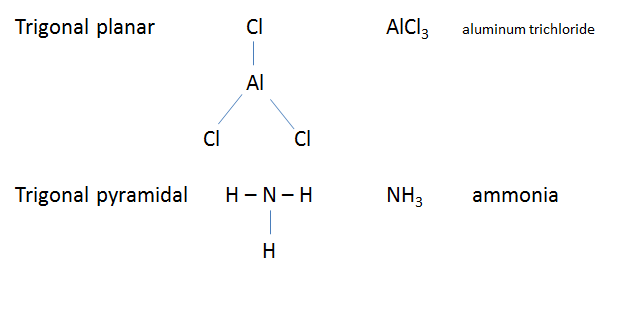 Trigonal planar Cl AlCl₃ aluminum trichloride
Al
Cl Cl
Trigonal pyramidal H – N – H NH₃ ammonia
H